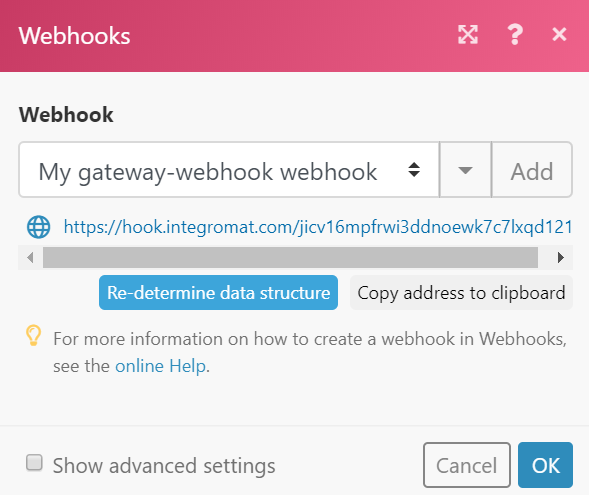 Webhooks ?
Webhook
My gateway-webhook webhook Add
https://hook.integromat.com/jicv16mpfrwi3ddnoewk7c7lxqd121
Re-determine data structure Copy address to clipboard
For more information on how to create a webhook in Webhooks,
see the online Help.
Show advanced settings Cancel OK